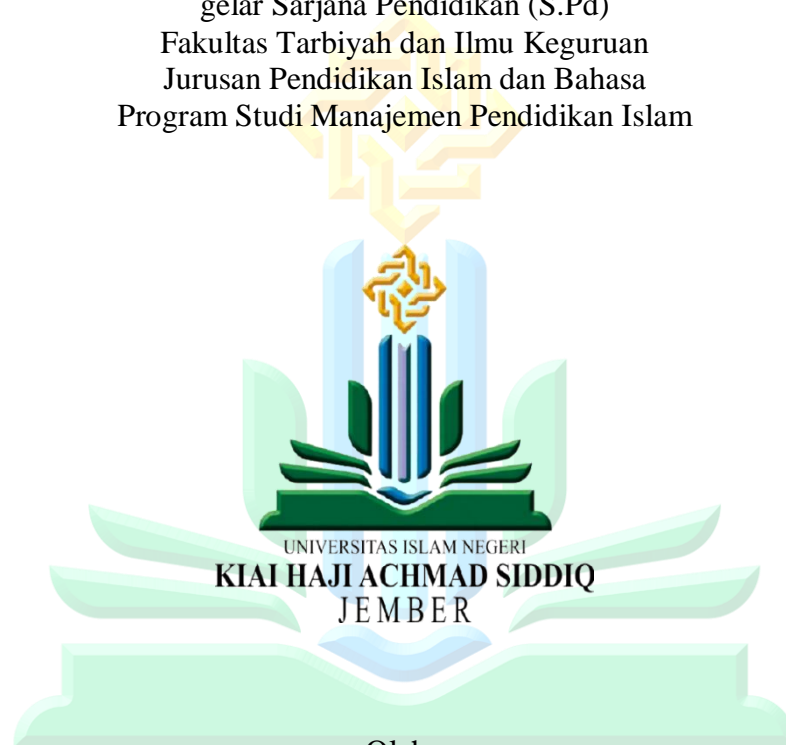 gelar Sarjana Pendidikan (S.Pd)
Fakultas Tarbiyah dan Ilmu Keguruan
Jurusan Pendidikan Islam dan Bahasa
Program Studi Manajemen Pendidikan Islam
UNIVERSITAS ISLAM NEGERI
KIAI HAJI ACHMAD SIDDIQ
JEMBER